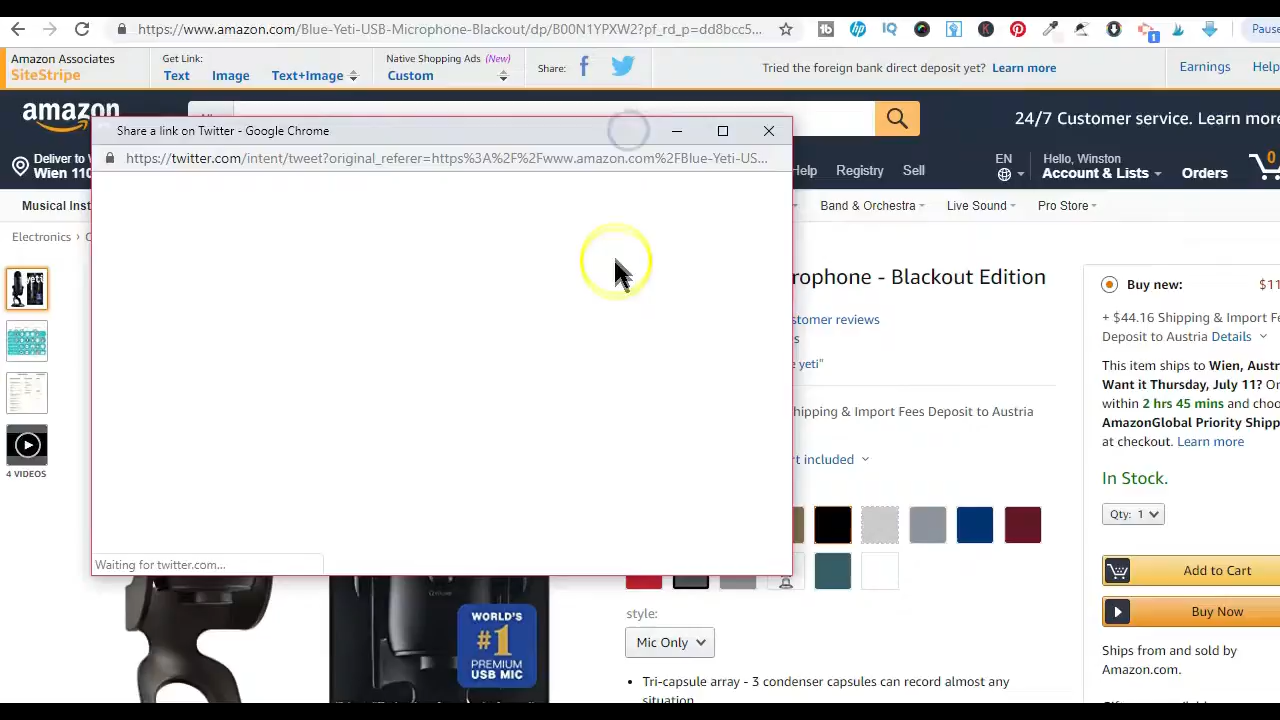 https://www.amazon.com/Blue-Yeti-USB-Microphone-Blackout/dp/B00N1YPXW2?pf_rd_p=dd8bcc5...
Pause
Amazon Associates
SiteStripe
Get Link:
Text
Image
Text+Image
Native Shopping Ads (New)
Custom
Share:
Tried the foreign bank direct deposit yet? Learn more
Earnings
Help
amazon
24/7 Customer service. Learn more
Share a link on Twitter - Google Chrome
https://twitter.com/intent/tweet?original_referer=https%3A%2F%2Fwww.amazon.com%2FBlue-Yeti-US...
Deliver to W
Wien 110
Help
Registry
Sell
EN
Hello, Winston
Account & Lists
Orders
0
Musical Inst
Band & Orchestra
Live Sound
Pro Store
Electronics ›
4 VIDEOS
rophone - Blackout Edition
stomer reviews
yeti"
hipping & Import Fees Deposit to Austria
rt included
Waiting for twitter.com...
WORLD'S
#1
PREMIUM
USB MIC
style:
Mic Only
Tri-capsule array - 3 condenser capsules can record almost any
situation
Buy new:
$11
+ $44.16 Shipping & Import Fe
Deposit to Austria Details
This item ships to Wien, Austr
Want it Thursday, July 11? Or
within 2 hrs 45 mins and choo
AmazonGlobal Priority Shipp
at checkout. Learn more
In Stock.
Qty: 1
Add to Cart
Buy Now
Ships from and sold by
Amazon.com.